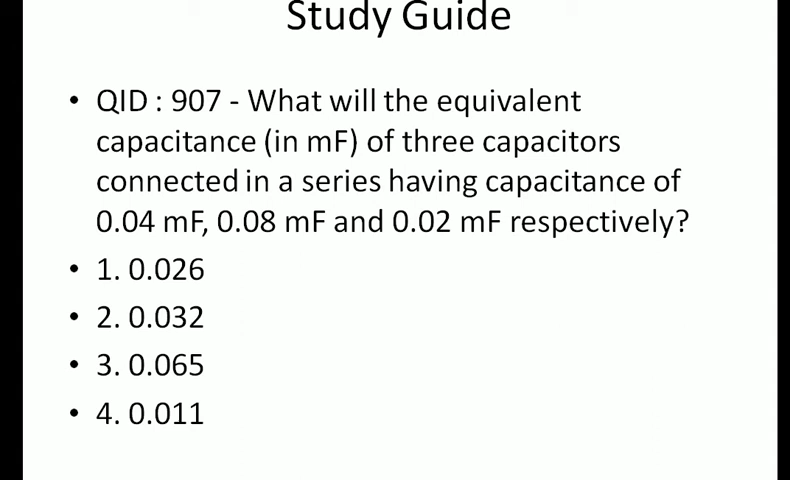 Study Guide
• QID : 907 - What will the equivalent
capacitance (in mF) of three capacitors
connected in a series having capacitance of
0.04 mF, 0.08 mF and 0.02 mF respectively?
• 1. 0.026
• 2. 0.032
• 3. 0.065
• 4. 0.011